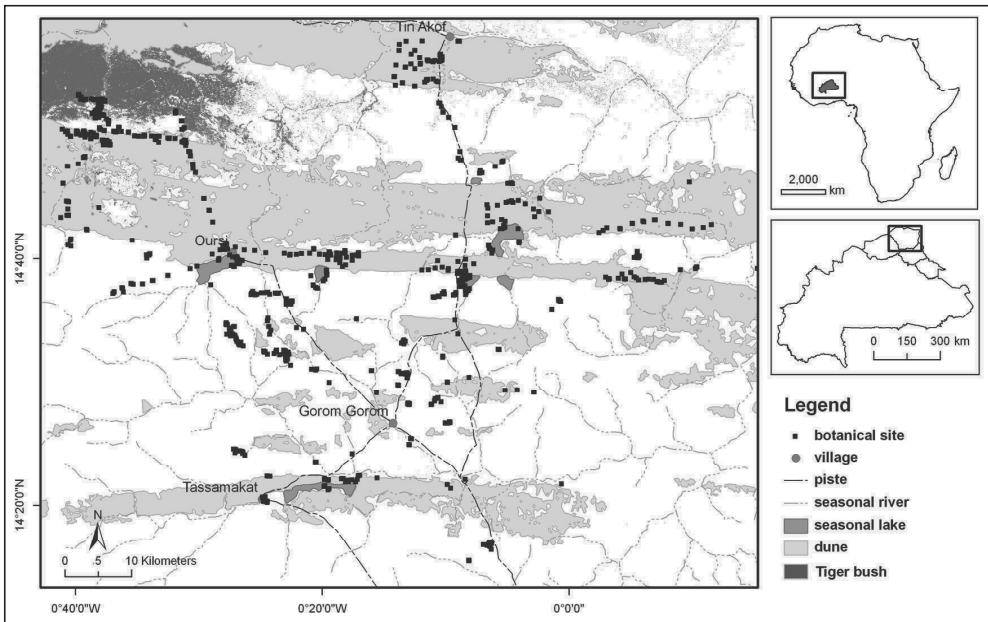 Tin Akof
Oursi
Gorom Gorom
Tassamakat
14°40'0"N
14°20'0"N
N
0 5 10 Kilometers
0°40'0"W
0°20'0"W
0°0'0"
2,000
km
0 150 300 km
Legend
botanical site
village
piste
seasonal river
seasonal lake
dune
Tiger bush